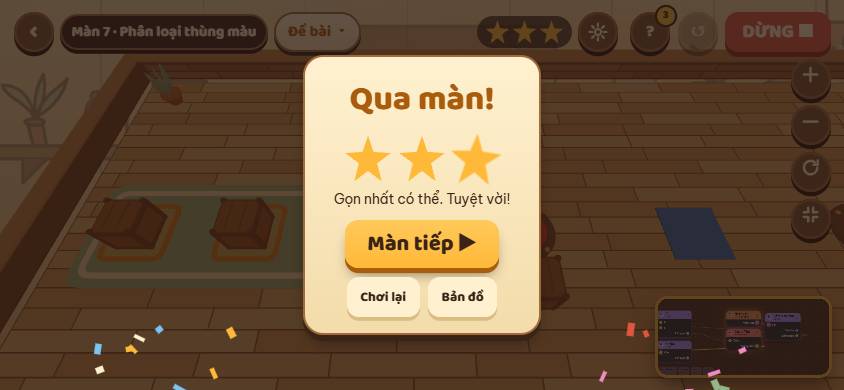 Màn 7 · Phân loại thùng màu
Đề bài
3
?
DỪNG
Qua màn!
Gọn nhất có thể. Tuyệt vời!
Màn tiếp
Chơi lại
Bản đồ